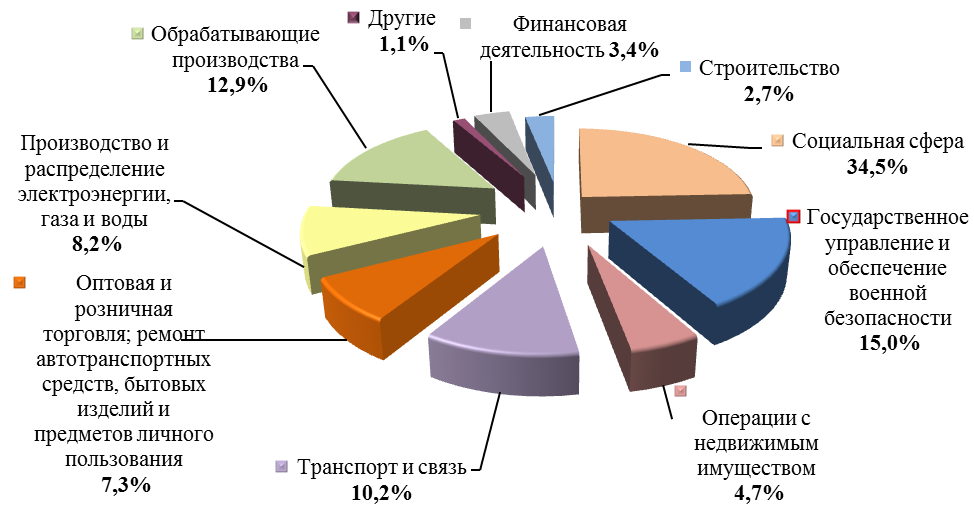 Другие
1,1%
Финансовая
деятельность 3,4%
Строительство
2,7%
Социальная сфера
34,5%
Государственное
управление и
обеспечение
военной
безопасности
15,0%
Операции с
недвижимым
имуществом
4,7%
Транспорт и связь
10,2%
Оптовая и
розничная
торговля; ремонт
автотранспортных
средств, бытовых
изделий и
предметов личного
пользования
7,3%
Производство и
распределение
электроэнергии,
газа и воды
8,2%
Обрабатывающие
производства
12,9%